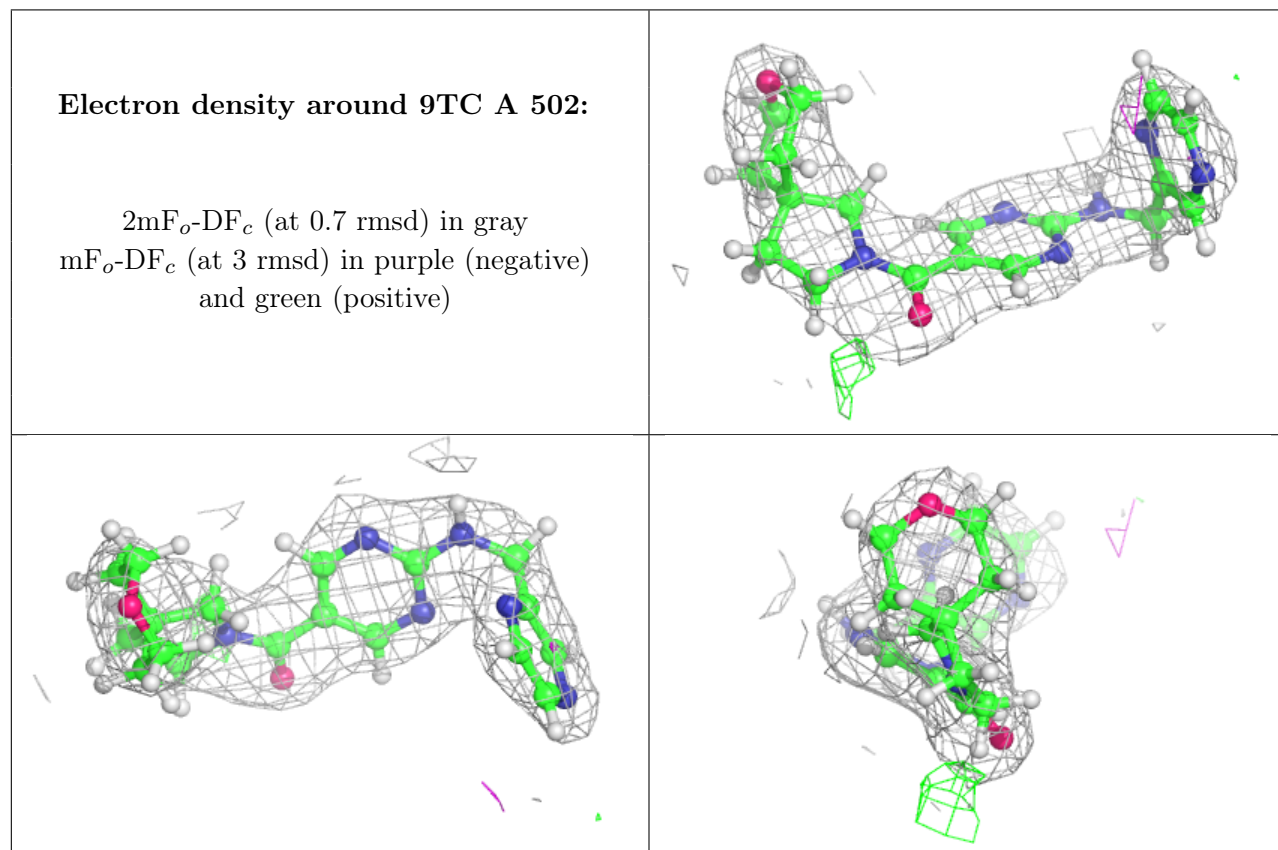 Electron density around 9TC A 502:
2mFo-DFc (at 0.7 rmsd) in gray
mFo-DFc (at 3 rmsd) in purple (negative)
and green (positive)